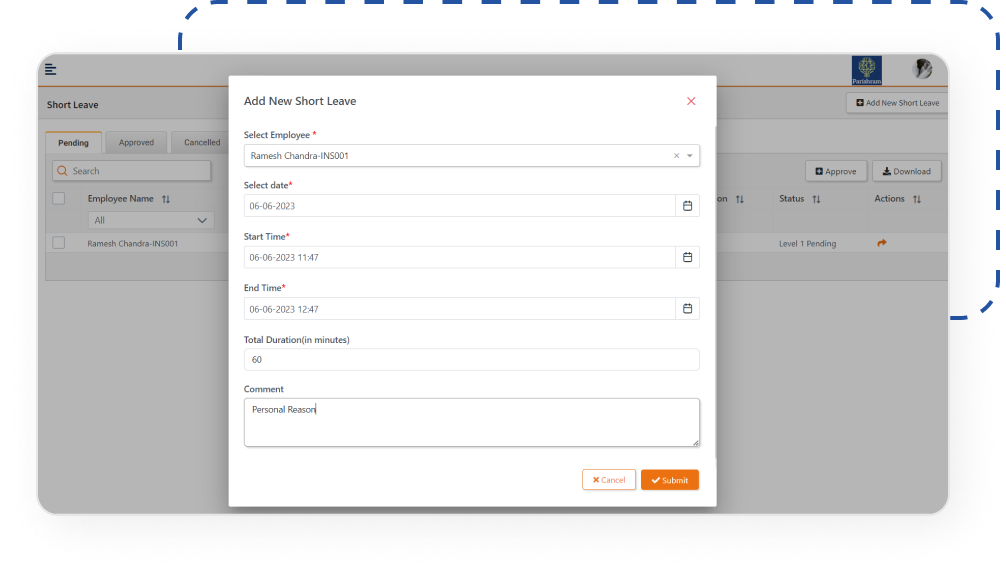 Parishram
Short Leave
Add New Short Leave
Pending
Approved
Cancelled
Search
Approve
Download
Employee Name
on
Status
Actions
All
Ramesh Chandra-INS001
Level 1 Pending
Add New Short Leave
Select Employee *
Ramesh Chandra-INS001
Select date*
06-06-2023
Start Time*
06-06-2023 11:47
End Time*
06-06-2023 12:47
Total Duration(in minutes)
60
Comment
Personal Reason
Cancel
Submit